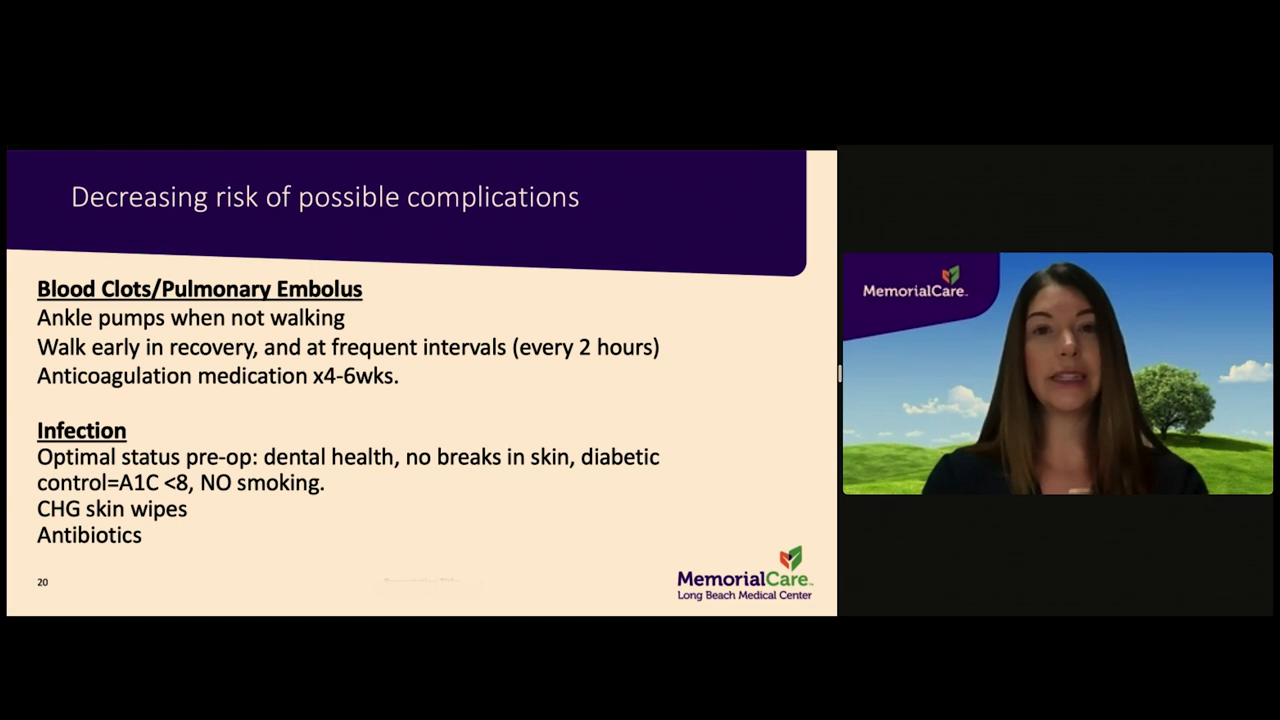 Decreasing risk of possible complications
Blood Clots/Pulmonary Embolus
Ankle pumps when not walking
Walk early in recovery, and at frequent intervals (every 2 hours)
Anticoagulation medication x4-6wks.
Infection
Optimal status pre-op: dental health, no breaks in skin, diabetic
control=A1C <8, NO smoking.
CHG skin wipes
Antibiotics
20
MemorialCare™
Long Beach Medical Center
MemorialCare™